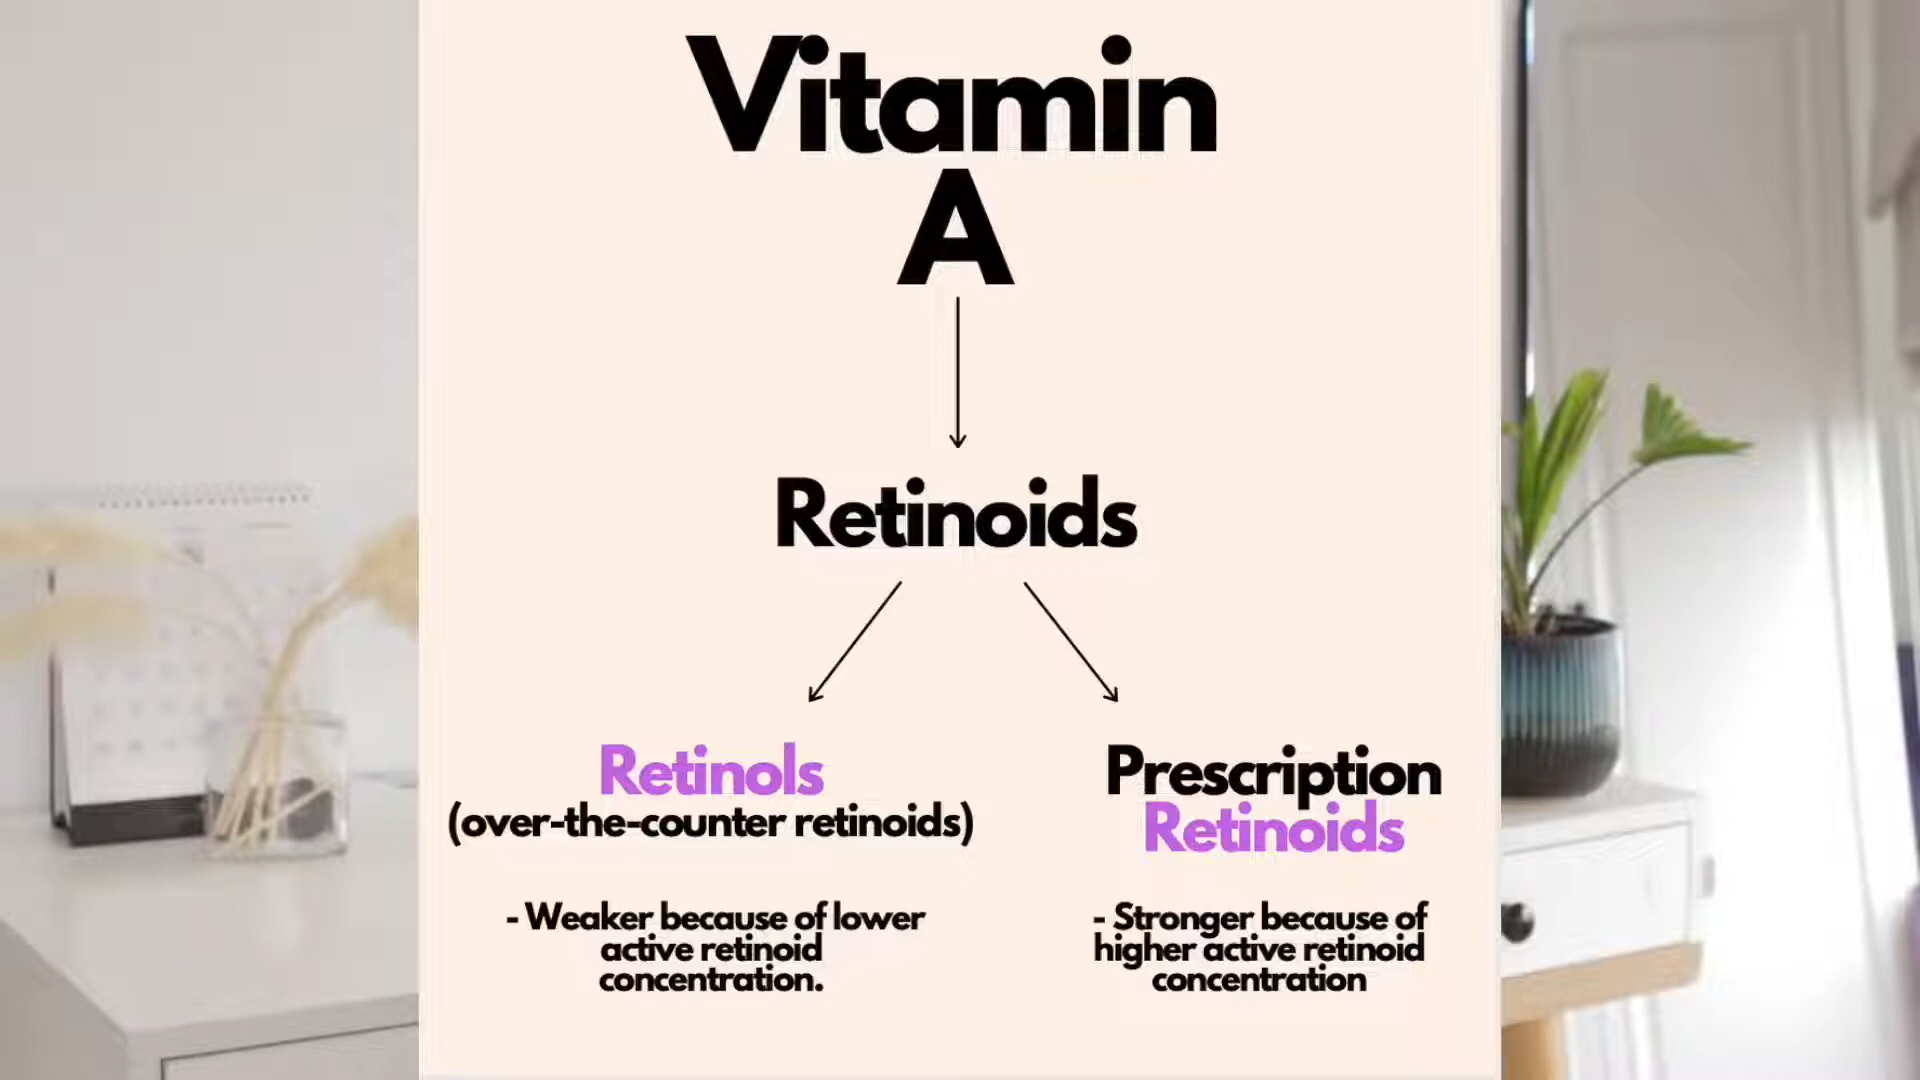 Vitamin
A
Retinoids
Retinols
(over-the-counter retinoids)
- Weaker because of lower
active retinoid
concentration.
Prescription
Retinoids
- Stronger because of
higher active retinoid
concentration